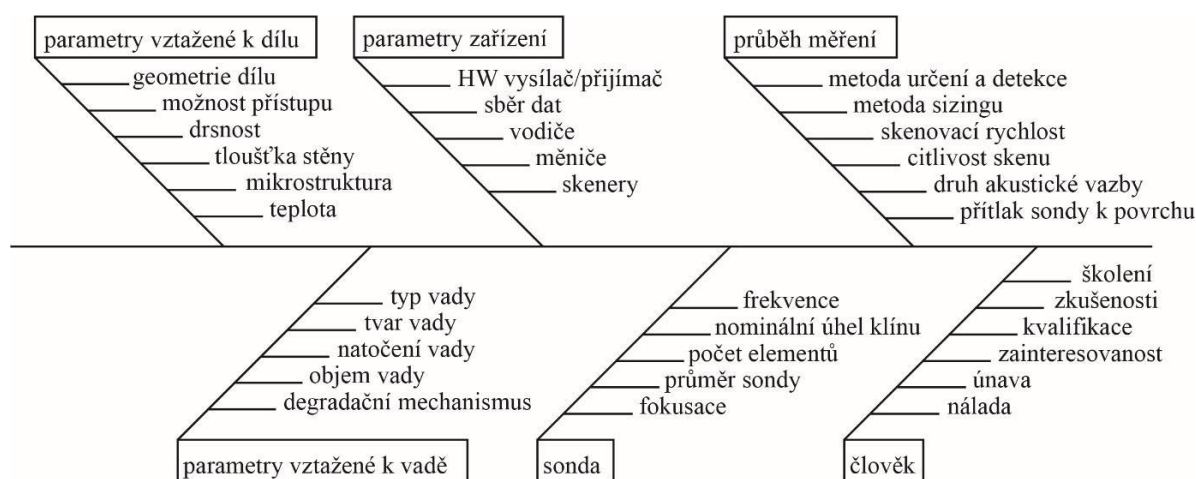 parametry vztažené k dílu
geometrie dílu
možnost přístupu
drsnost
tloušťka stěny
mikrostruktura
teplota
parametry zařízení
HW vysílač/přijímač
sběr dat
vodiče
měniče
skenery
průběh měření
metoda určení a detekce
metoda sizingu
skenovací rychlost
citlivost skenu
druh akustické vazby
přítlak sondy k povrchu
typ vady
tvar vady
natočení vady
objem vady
degradační mechanismus
parametry vztažené k vadě
frekvence
nominální úhel klínu
počet elementů
průměr sondy
fokusace
sonda
školení
zkušenosti
kvalifikace
zainteresovanost
únava
nálada
člověk